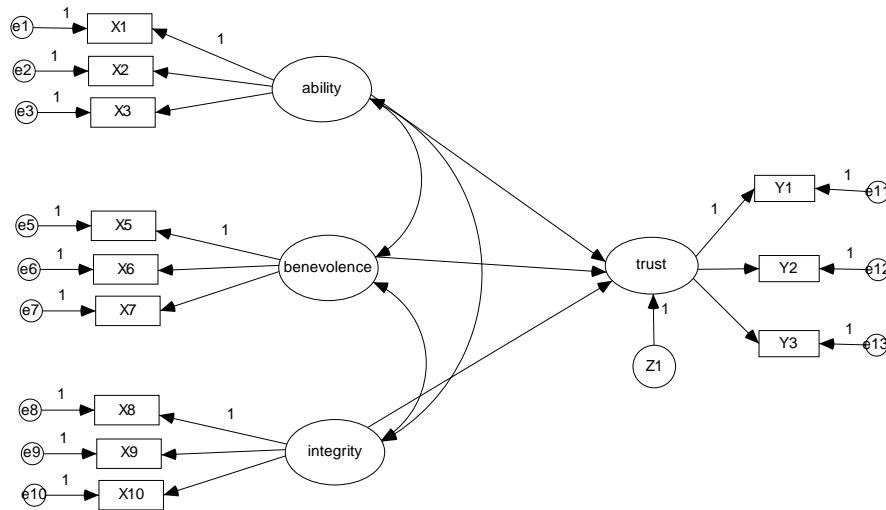 e1 1 X1 1
e2 1 X2
e3 1 X3
ability
e5 1 X5 1
e6 1 X6
e7 1 X7
benevolence
e8 1 X8 1
e9 1 X9
e10 1 X10
integrity
trust
1
Z1
1 Y1 1 e11
Y2 1 e12
Y3 1 e13